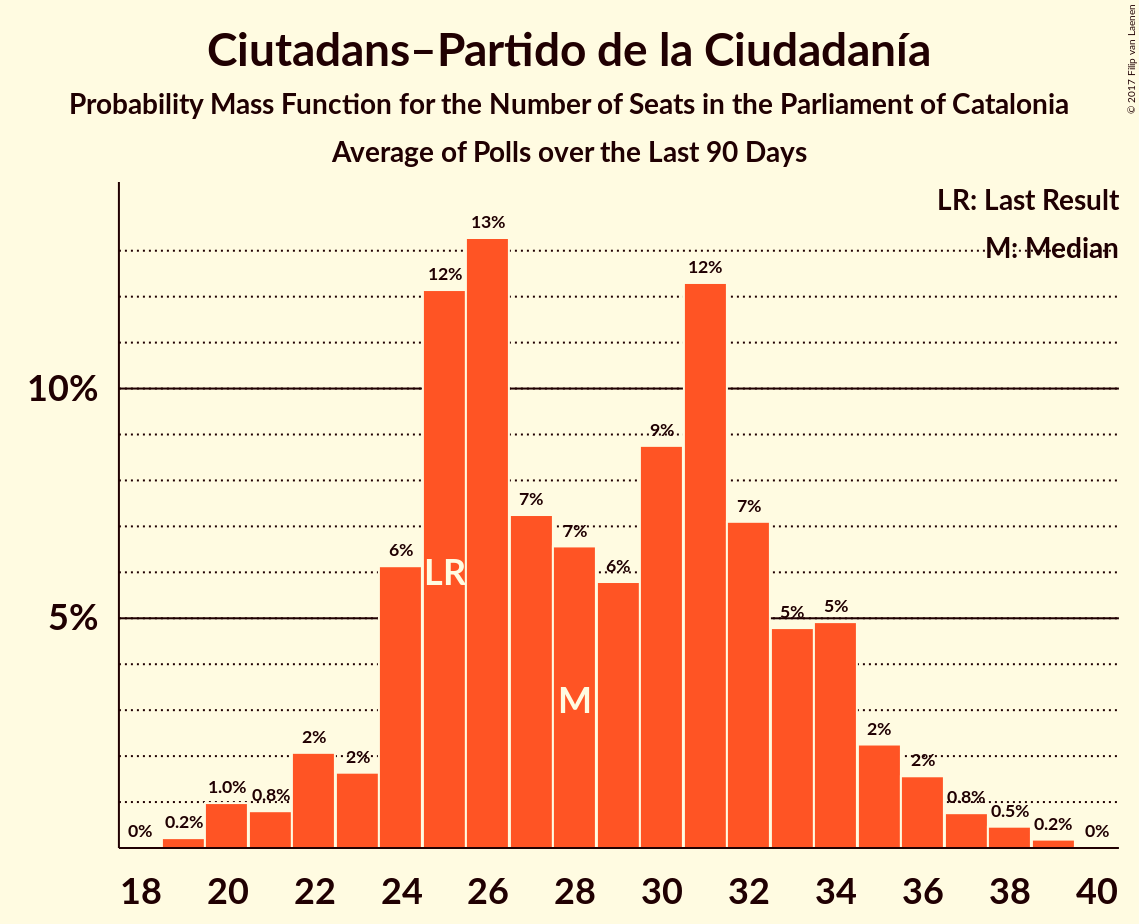 Ciutadans–Partido de la Ciudadanía
Probability Mass Function for the Number of Seats in the Parliament of Catalonia
Average of Polls over the Last 90 Days
© 2017 Filip van Laenen
LR: Last Result
M: Median
10%
5%
0%
0.2%
1.0%
0.8%
2%
2%
6%
12%
13%
7%
7%
6%
9%
12%
7%
5%
5%
2%
2%
0.8%
0.5%
0.2%
0%
LR
M
18 20 22 24 26 28 30 32 34 36 38 40